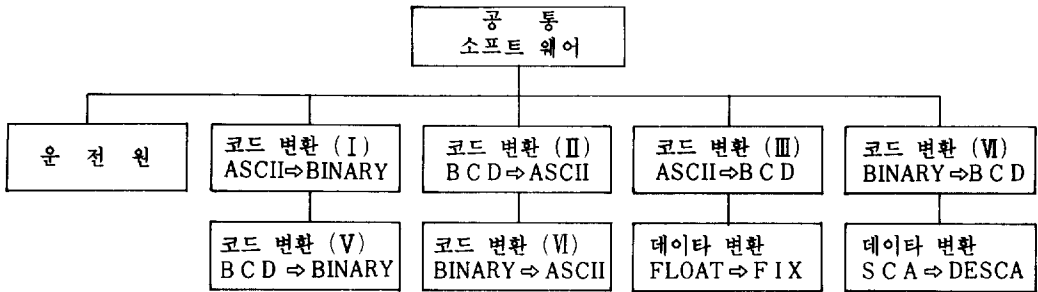 공 통
소프트 웨어
운 전 원
코드 변환 (Ⅰ)
ASCII⇨BINARY
코드 변환 (Ⅱ)
B C D ⇨ ASCII
코드 변환 (Ⅲ)
ASCII⇨B C D
코드 변환 (Ⅵ)
BINARY⇨B C D
코드 변환 (Ⅴ)
B C D ⇨ BINARY
코드 변환 (Ⅵ)
BINARY⇨ASCII
데이타 변환
FLOAT⇨F I X
데이타 변환
S C A ⇨ DESCA